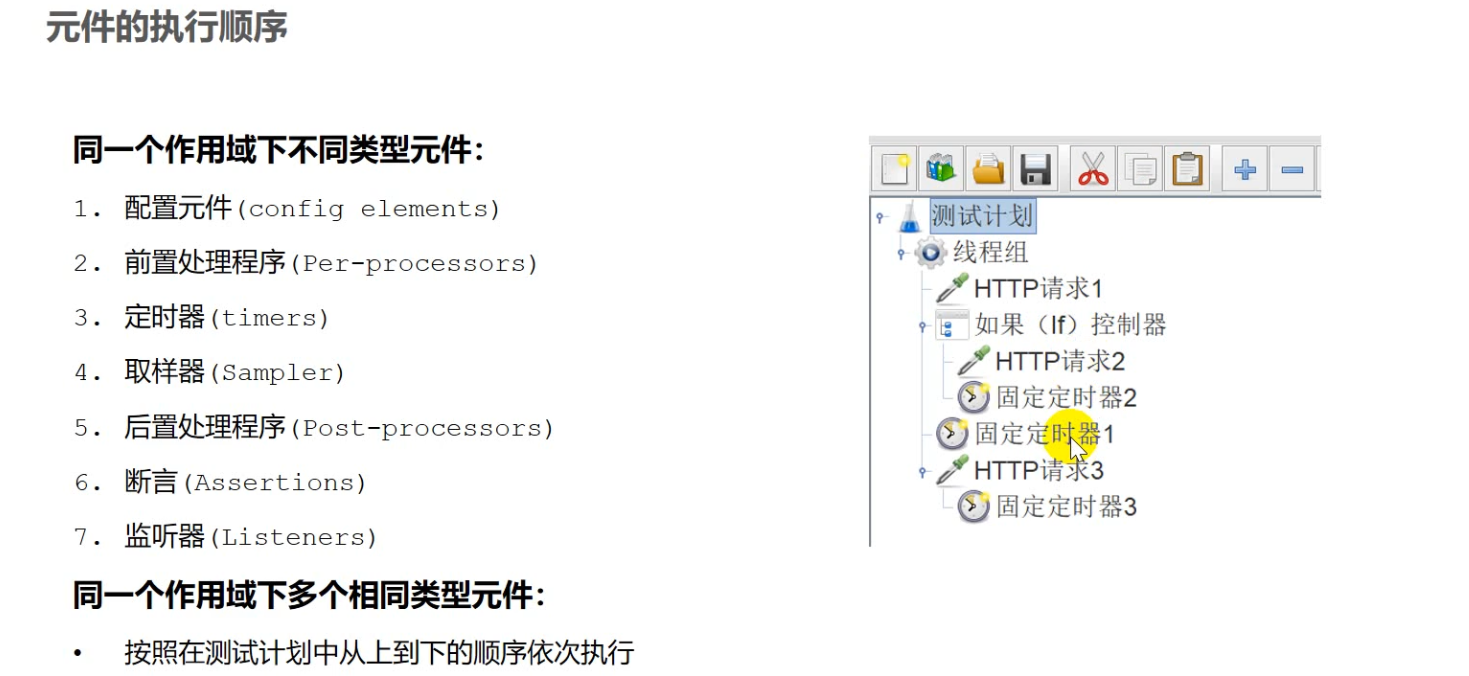 元件的执行顺序
同一个作用域下不同类型元件：
1. 配置元件(config elements)
2. 前置处理程序(Per-processors)
3. 定时器(timers)
4. 取样器(Sampler)
5. 后置处理程序(Post-processors)
6. 断言(Assertions)
7. 监听器(Listeners)
同一个作用域下多个相同类型元件：
• 按照在测试计划中从上到下的顺序依次执行
测试计划
线程组
HTTP请求1
如果（If）控制器
HTTP请求2
固定定时器2
固定定时器1
HTTP请求3
固定定时器3